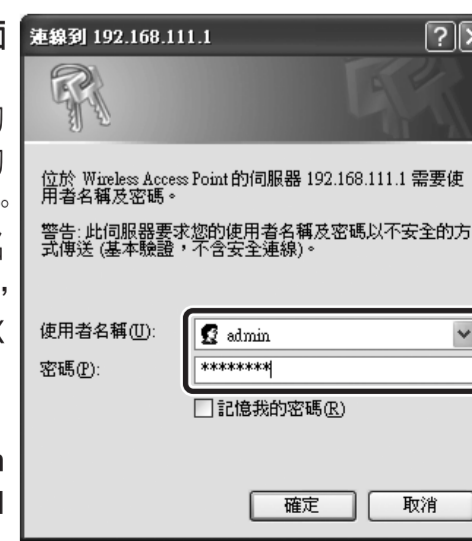 連線到 192.168.111.1
位於 Wireless Access Point 的伺服器 192.168.111.1 需要使
用者名稱及密碼。
警告: 此伺服器要求您的使用者名稱及密碼以不安全的方
式傳送 (基本驗證，不含安全連線)。
使用者名稱(U):
admin
密碼(P):
********
記憶我的密碼(R)
確定
取消